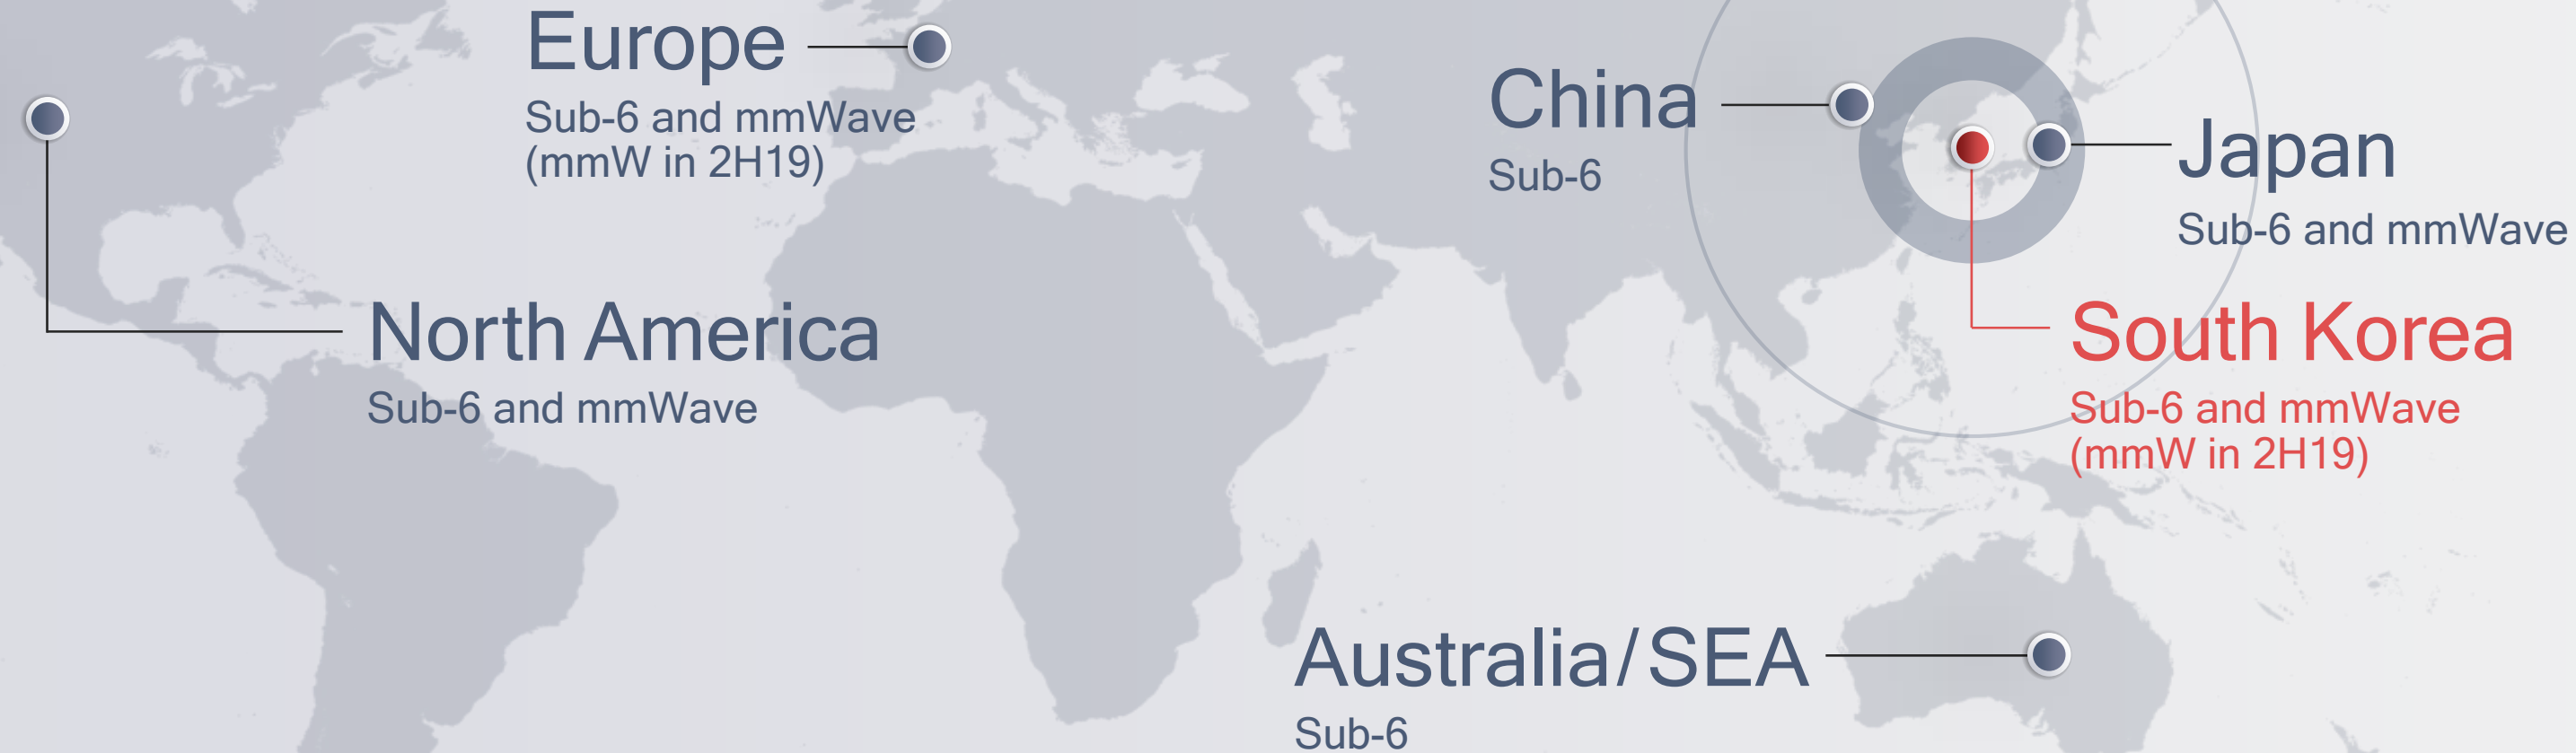 Europe
Sub-6 and mmWave
(mmW in 2H19)
China
Sub-6
Japan
Sub-6 and mmWave
North America
Sub-6 and mmWave
South Korea
Sub-6 and mmWave
(mmW in 2H19)
Australia/SEA
Sub-6